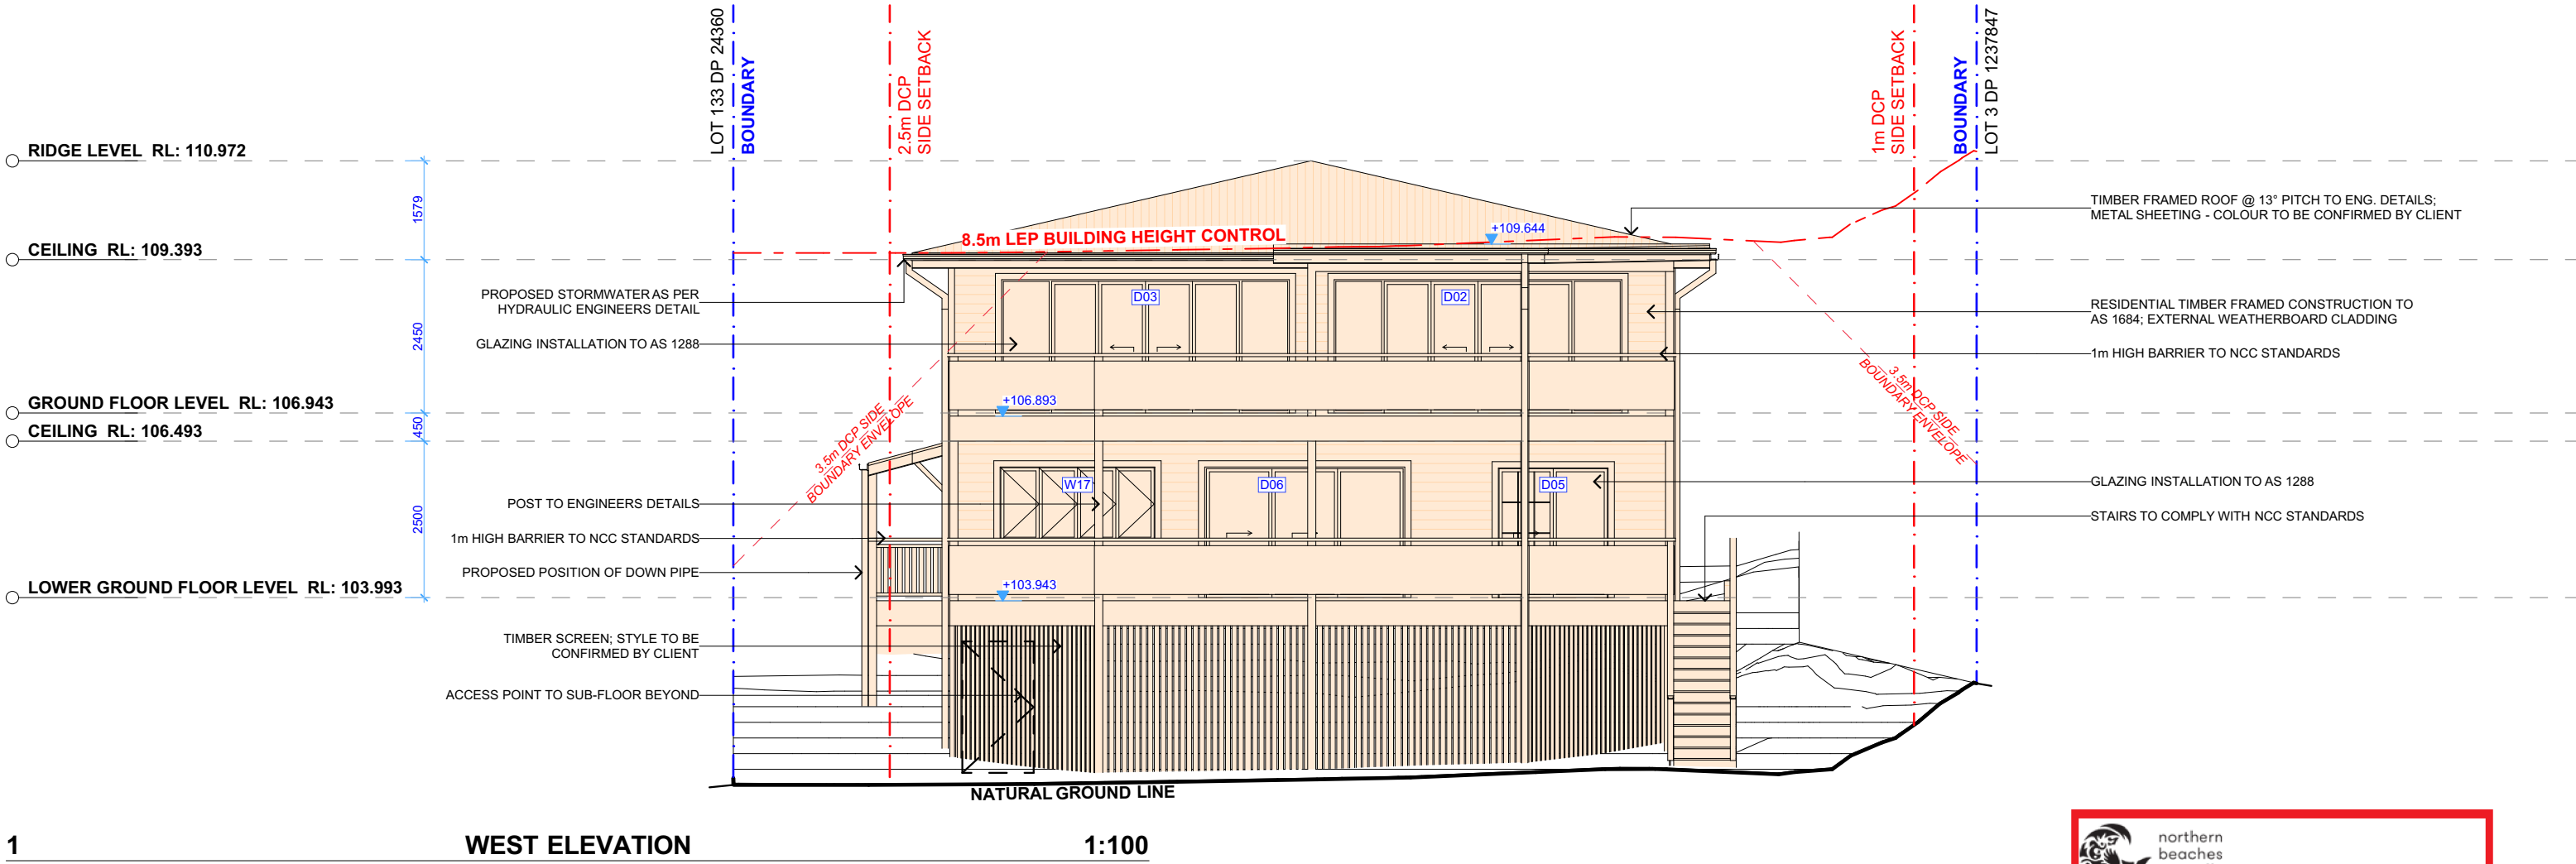 LOT 133 DP 24360
BOUNDARY
2.5m DCP
SIDE SETBACK
1m DCP
SIDE SETBACK
BOUNDARY
LOT 3 DP 1237847
RIDGE LEVEL RL: 110.972
1579
CEILING RL: 109.393
2450
GROUND FLOOR LEVEL RL: 106.943
450
CEILING RL: 106.493
2500
LOWER GROUND FLOOR LEVEL RL: 103.993
8.5m LEP BUILDING HEIGHT CONTROL
+109.644
TIMBER FRAMED ROOF @ 13° PITCH TO ENG. DETAILS;
METAL SHEETING - COLOUR TO BE CONFIRMED BY CLIENT
PROPOSED STORMWATER AS PER
HYDRAULIC ENGINEERS DETAIL
GLAZING INSTALLATION TO AS 1288
D03
D02
RESIDENTIAL TIMBER FRAMED CONSTRUCTION TO
AS 1684; EXTERNAL WEATHERBOARD CLADDING
1m HIGH BARRIER TO NCC STANDARDS
3.5m DCP SIDE
BOUNDARY ENVELOPE
+106.893
3.5m DCP SIDE
BOUNDARY ENVELOPE
W17
D06
D05
GLAZING INSTALLATION TO AS 1288
POST TO ENGINEERS DETAILS
STAIRS TO COMPLY WITH NCC STANDARDS
1m HIGH BARRIER TO NCC STANDARDS
PROPOSED POSITION OF DOWN PIPE
+103.943
TIMBER SCREEN; STYLE TO BE
CONFIRMED BY CLIENT
ACCESS POINT TO SUB-FLOOR BEYOND
NATURAL GROUND LINE
1 WEST ELEVATION 1:100
northern
beaches